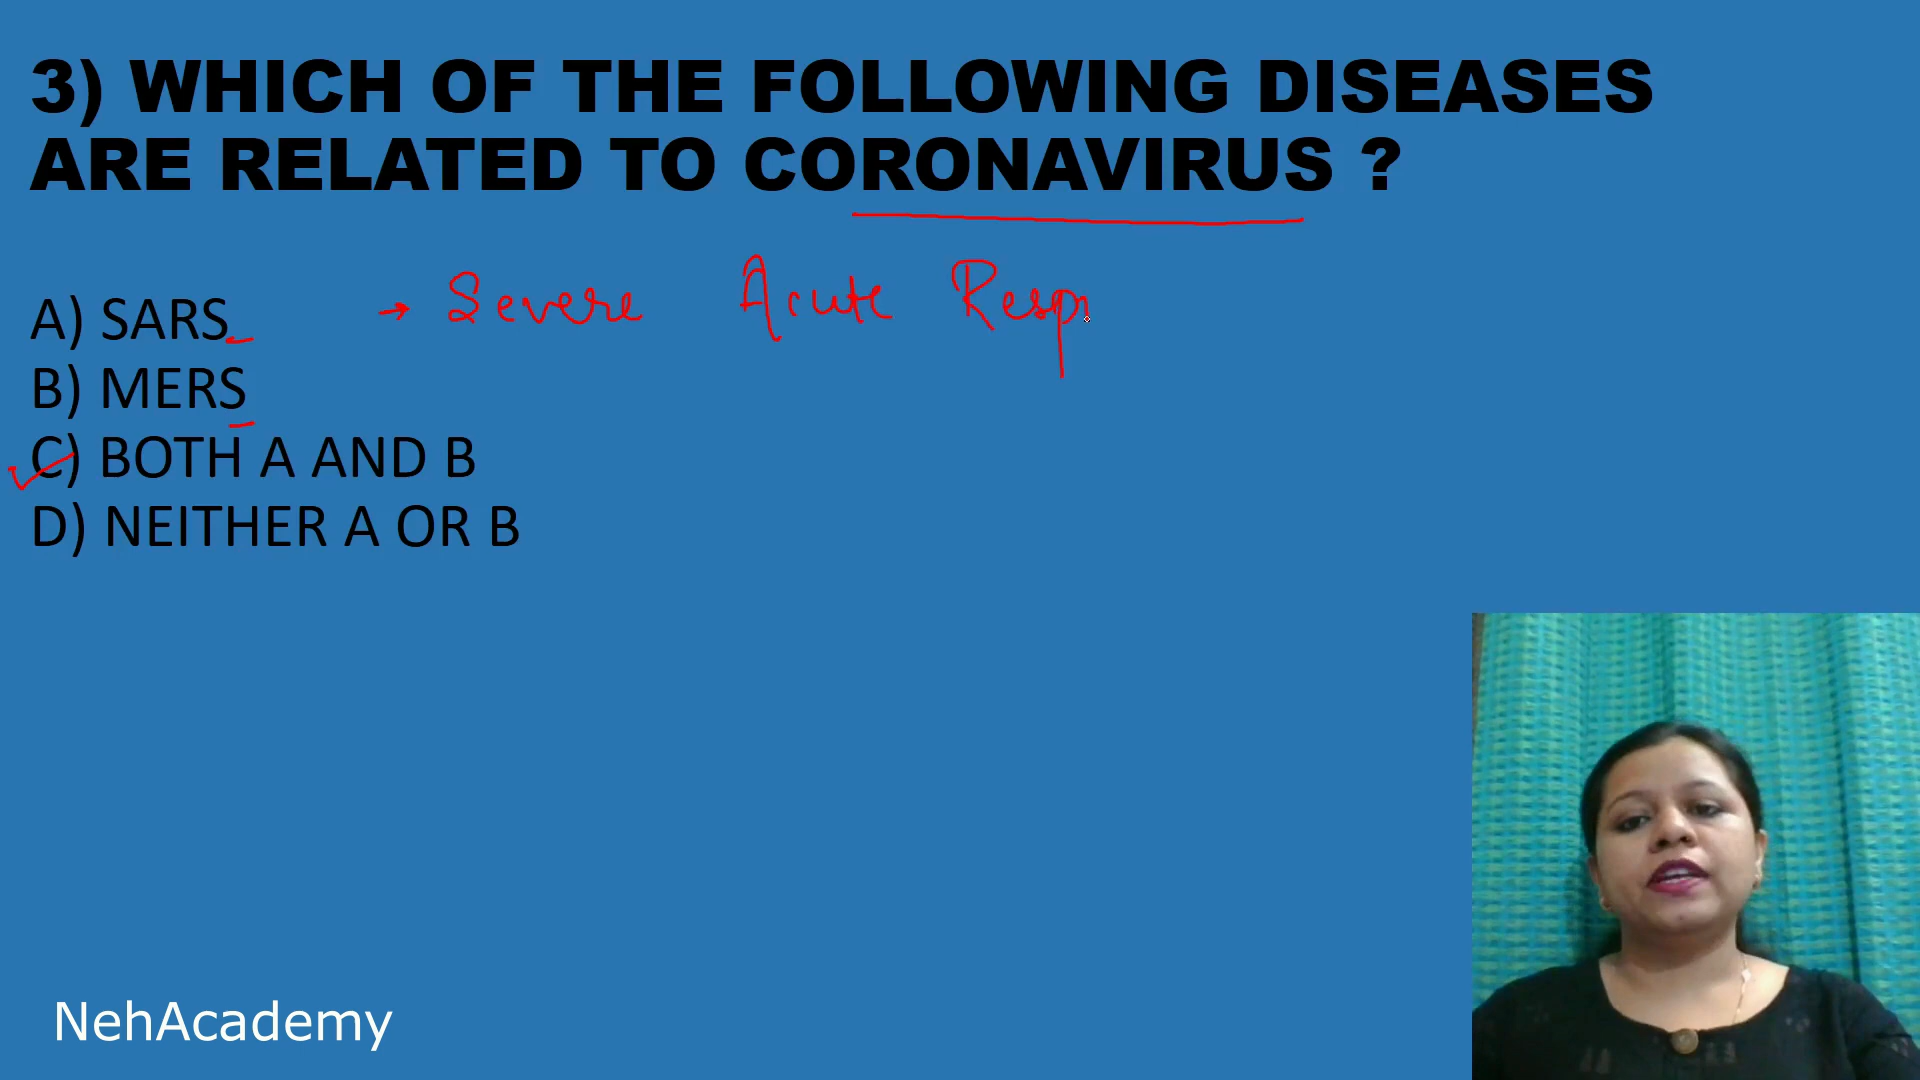 3) WHICH OF THE FOLLOWING DISEASES
ARE RELATED TO CORONAVIRUS ?
A) SARS → Severe Acute Resp
B) MERS
C) BOTH A AND B
D) NEITHER A OR B
NehAcademy